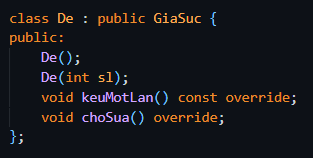 class De : public GiaSuc {
public:
    De();
    De(int sl);
    void keuMotLan() const override;
    void choSua() override;
};